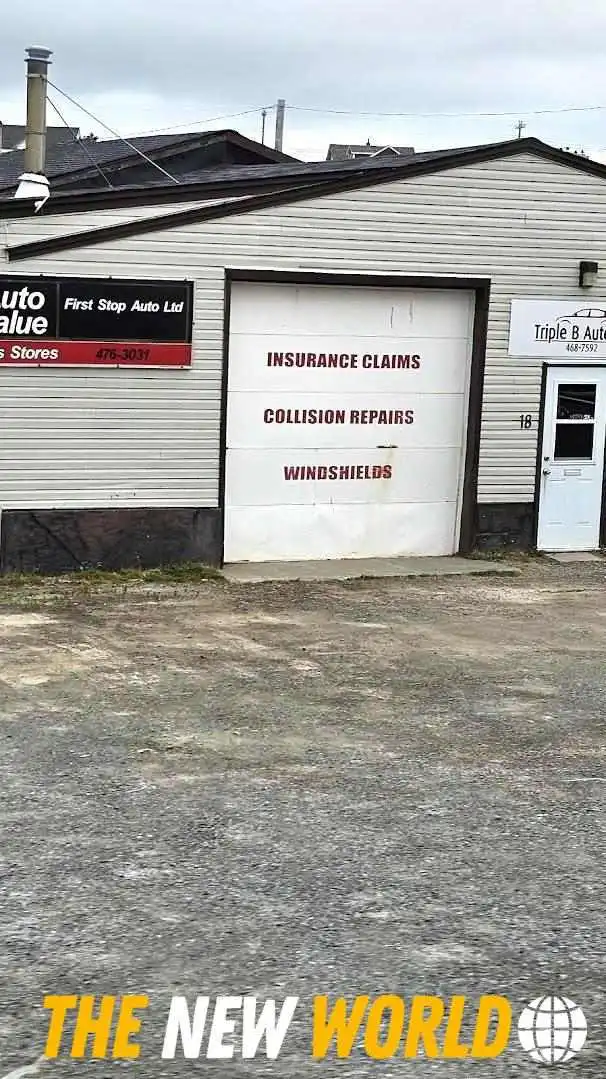 uto
alue
s Stores
First Stop Auto Ltd
476-3031
INSURANCE CLAIMS
COLLISION REPAIRS
WINDSHIELDS
Triple B Auto
468-7592
18
THE NEW WORLD